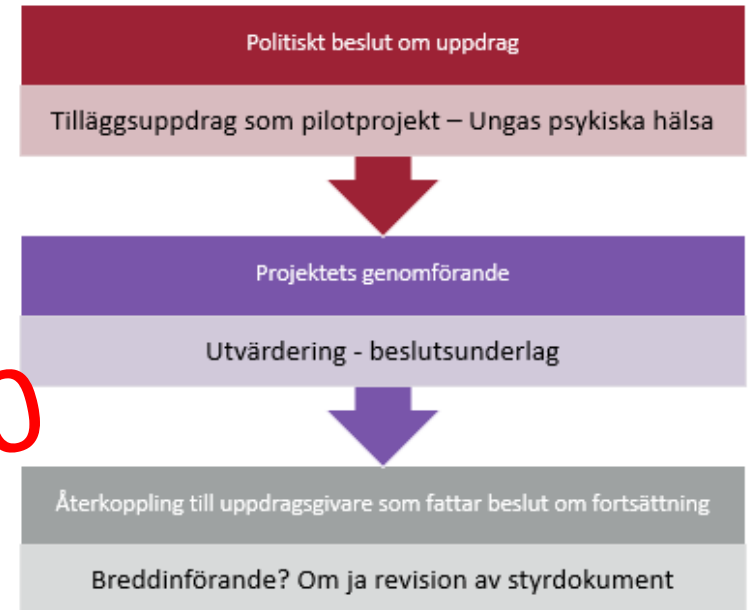 Politiskt beslut om uppdrag
Tilläggsuppdrag som pilotprojekt – Ungas psykiska hälsa
Projektets genomförande
Utvärdering - beslutsunderlag
Återkoppling till uppdragsgivare som fattar beslut om fortsättning
Breddinförande? Om ja revision av styrdokument